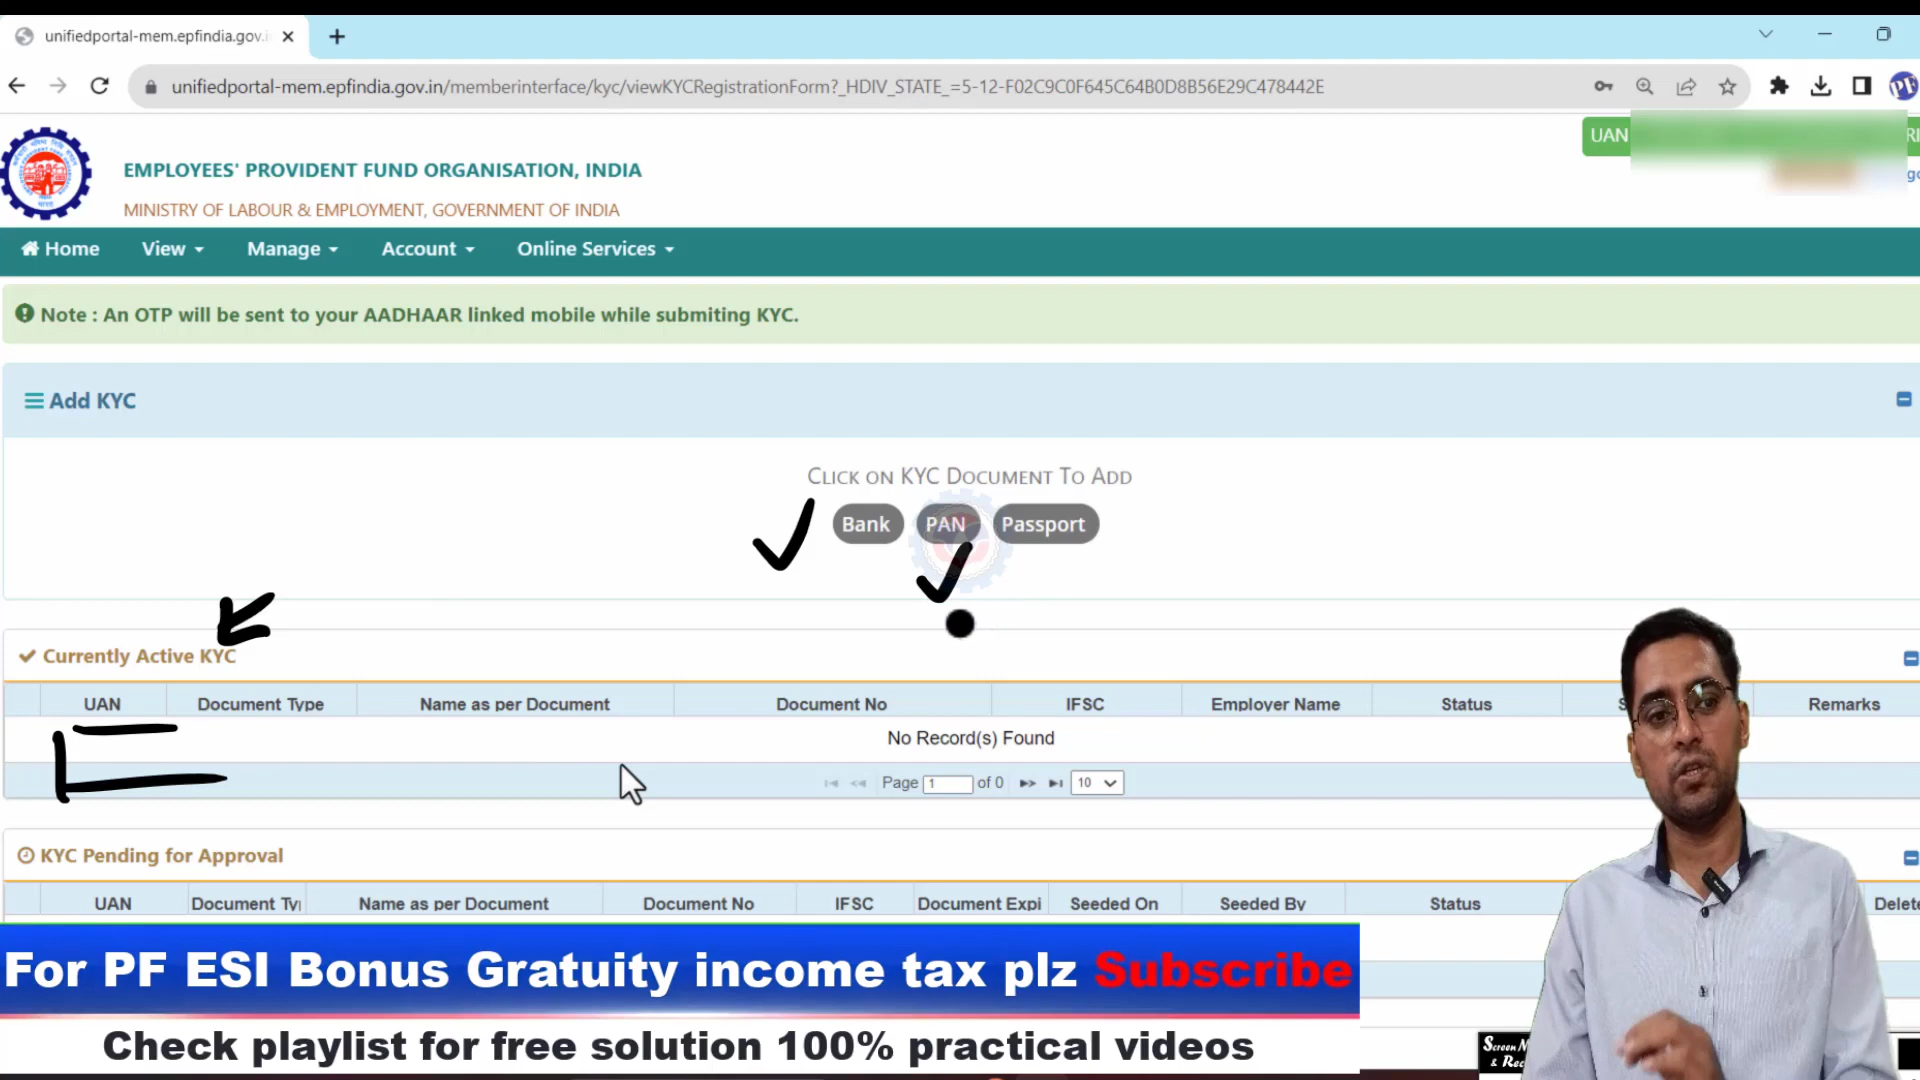 unifiedportal-mem.epfindia.gov.i
unifiedportal-mem.epfindia.gov.in/memberinterface/kyc/viewKYCRegistrationForm?_HDIV_STATE_=5-12-F02C9C0F645C64B0D8B56E29C478442E
UAN
EMPLOYEES' PROVIDENT FUND ORGANISATION, INDIA
MINISTRY OF LABOUR & EMPLOYMENT, GOVERNMENT OF INDIA
Home View Manage Account Online Services
Note : An OTP will be sent to your AADHAAR linked mobile while submiting KYC.
Add KYC
CLICK ON KYC DOCUMENT TO ADD
Bank PAN Passport
Currently Active KYC
UAN Document Type Name as per Document Document No IFSC Employer Name Status Remarks
No Record(s) Found
Page 1 of 0 10
KYC Pending for Approval
UAN Document Ty Name as per Document Document No IFSC Document Expi Seeded On Seeded By Status Delete
For PF ESI Bonus Gratuity income tax plz Subscribe
Check playlist for free solution 100% practical videos
Screen
& Rec